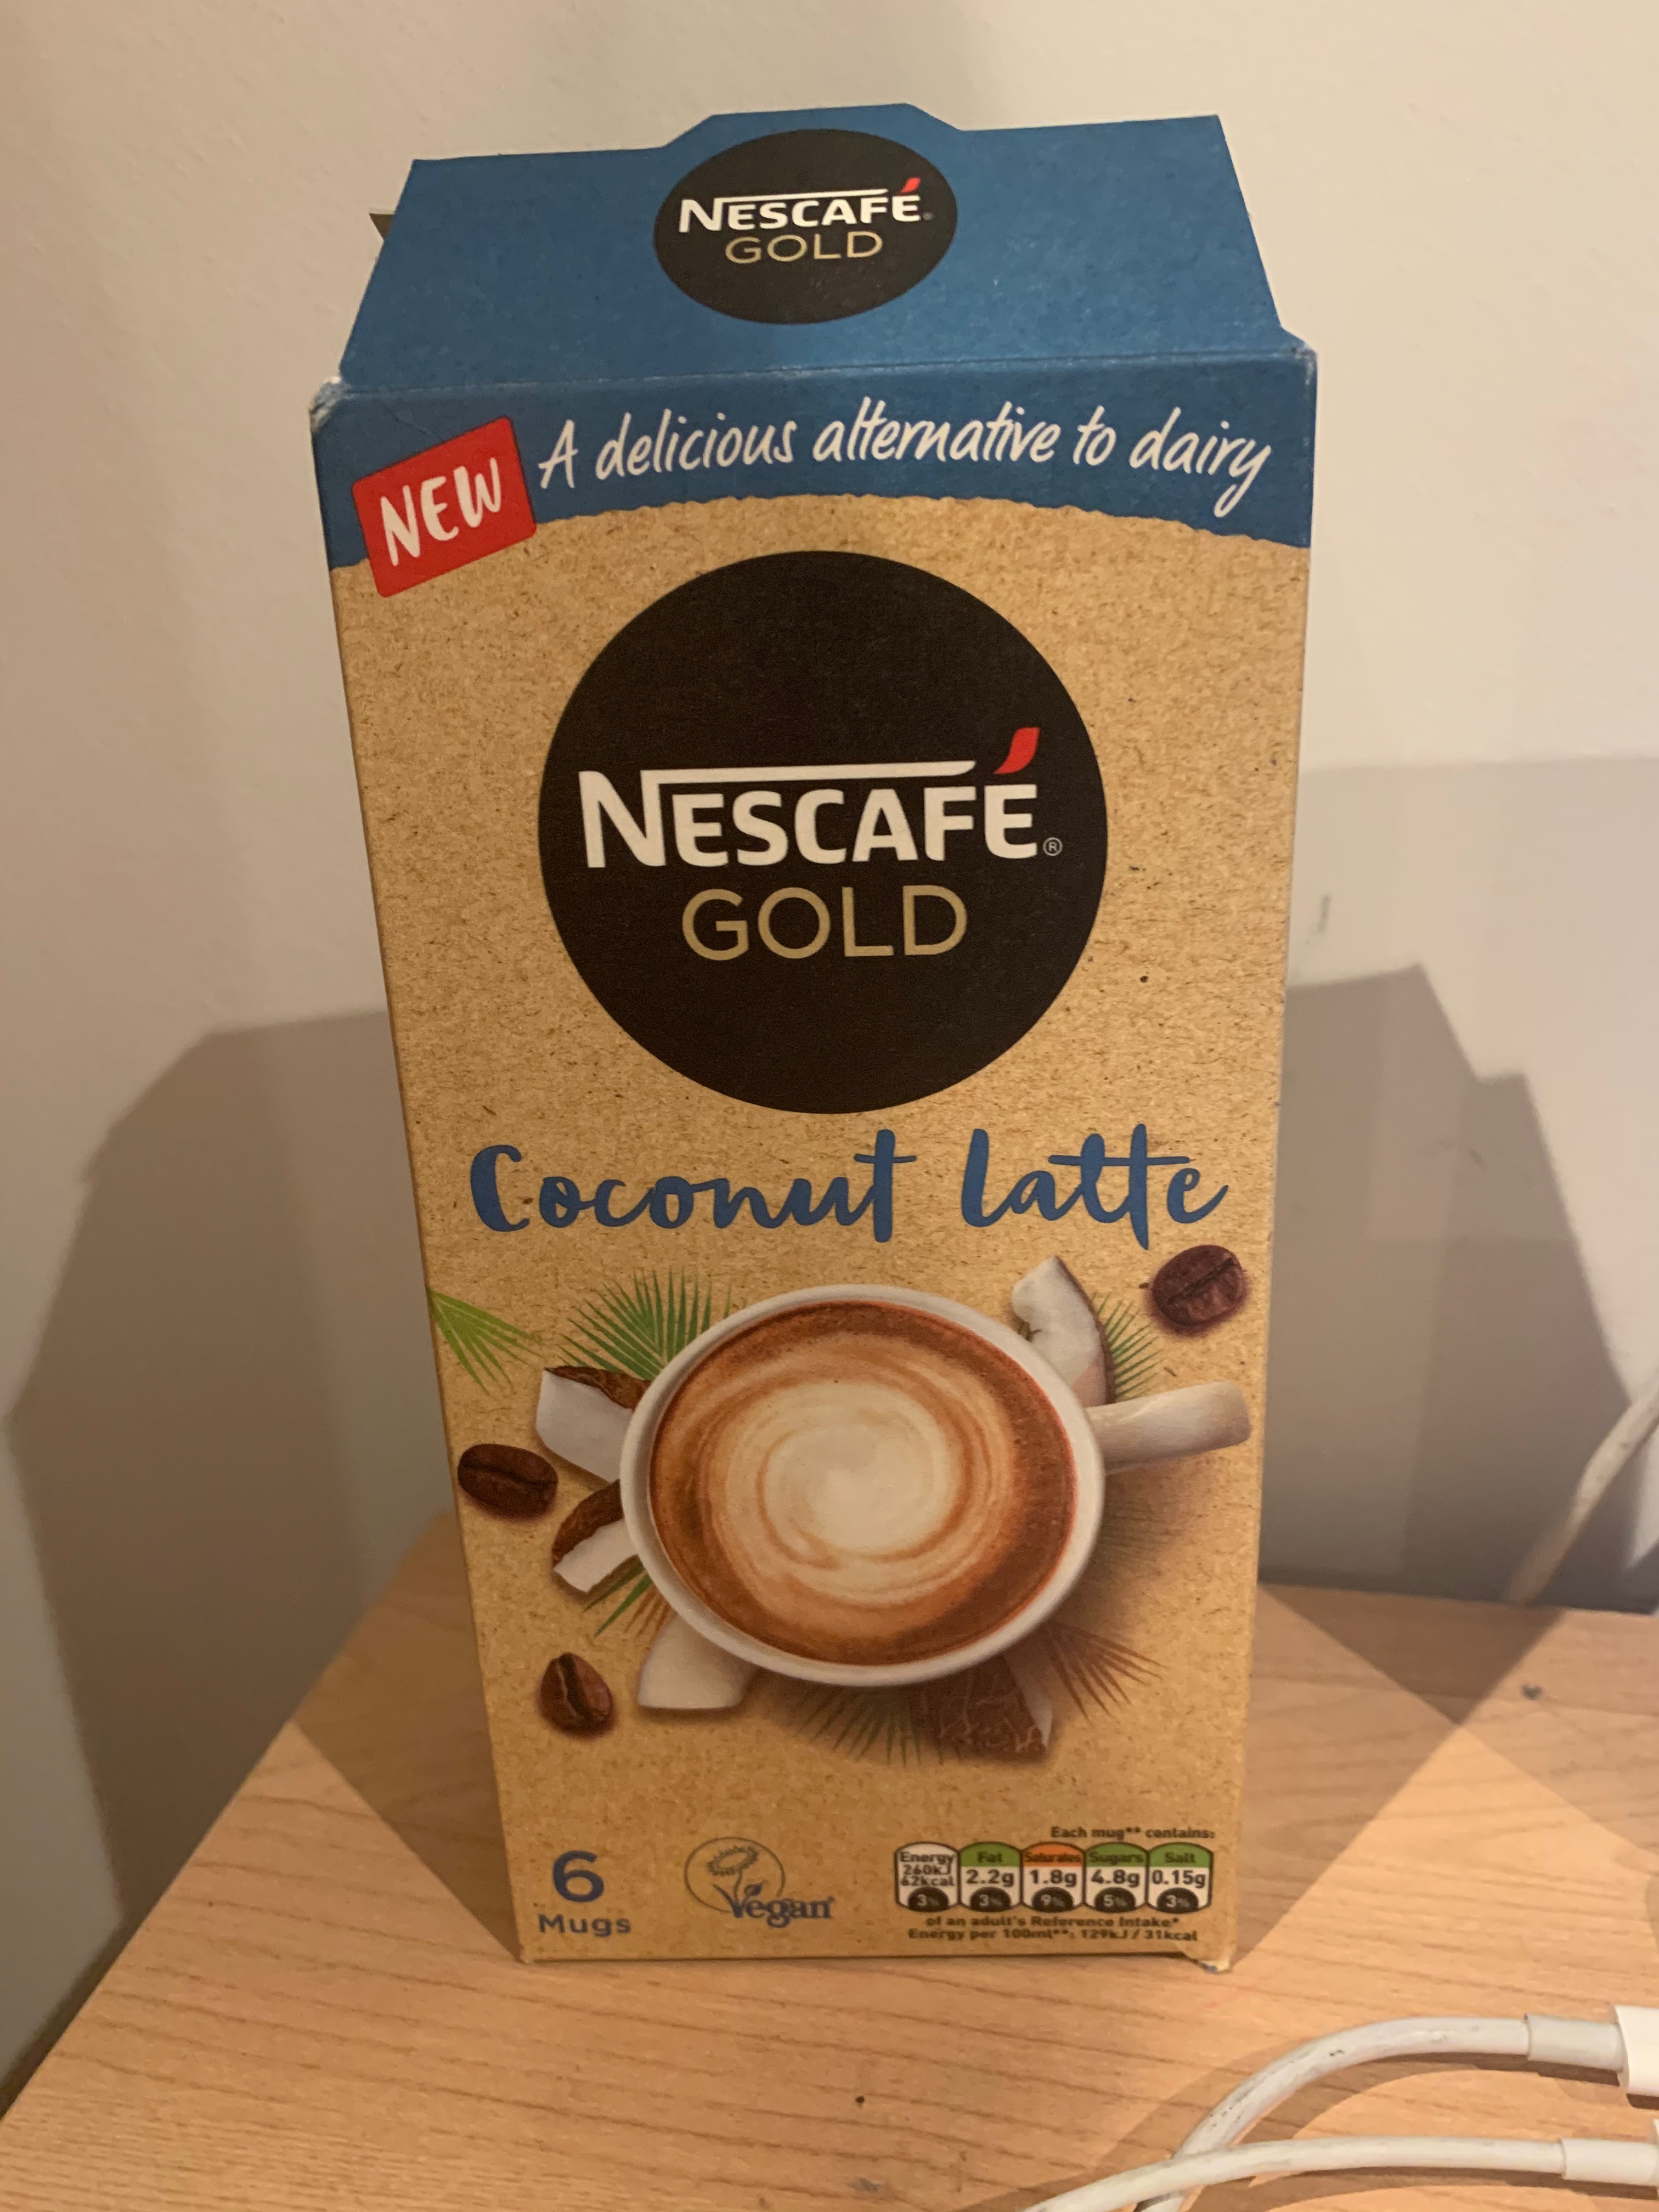 NESCAFÉ®
GOLD
NEW
A delicious alternative to dairy
NESCAFÉ®
GOLD
Coconut latte
6
Mugs
Vegan
Each mug** contains:
Energy 260kJ 62kcal 3%
Fat 2.2g 3%
Saturates 1.8g 9%
Sugars 4.8g 5%
Salt 0.15g 3%
of an adult's Reference Intake*
Energy per 100ml**: 129kJ / 31kcal